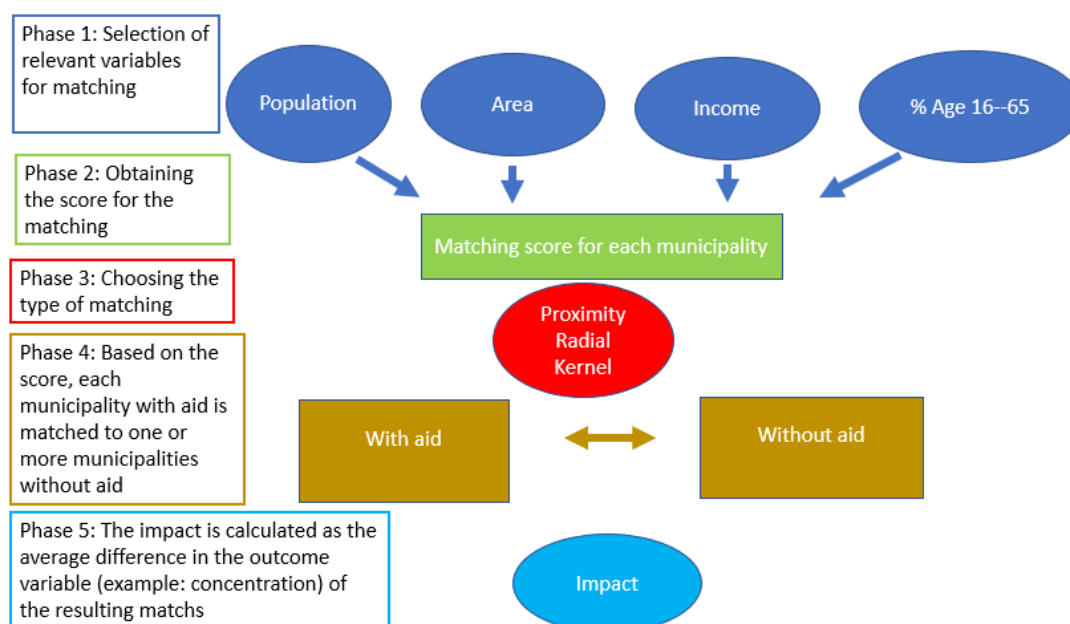 Phase 1: Selection of
relevant variables
for matching
Population
Area
Income
% Age 16--65
Phase 2: Obtaining
the score for the
matching
Matching score for each municipality
Phase 3: Choosing the
type of matching
Proximity
Radial
Kernel
Phase 4: Based on the
score, each
municipality with aid is
matched to one or
more municipalities
without aid
With aid
Without aid
Phase 5: The impact is calculated as the
average difference in the outcome
variable (example: concentration) of
the resulting matchs
Impact